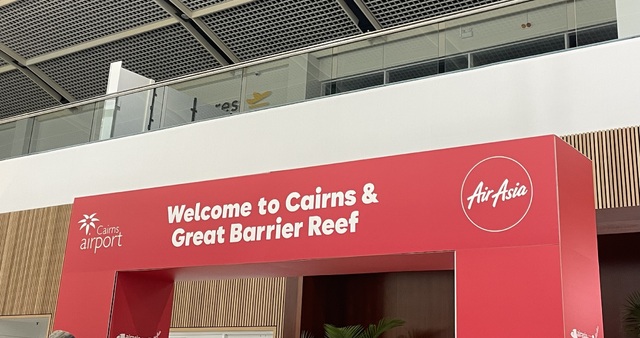 Welcome to Cairns &
Great Barrier Reef
AirAsia
Cairns
airport